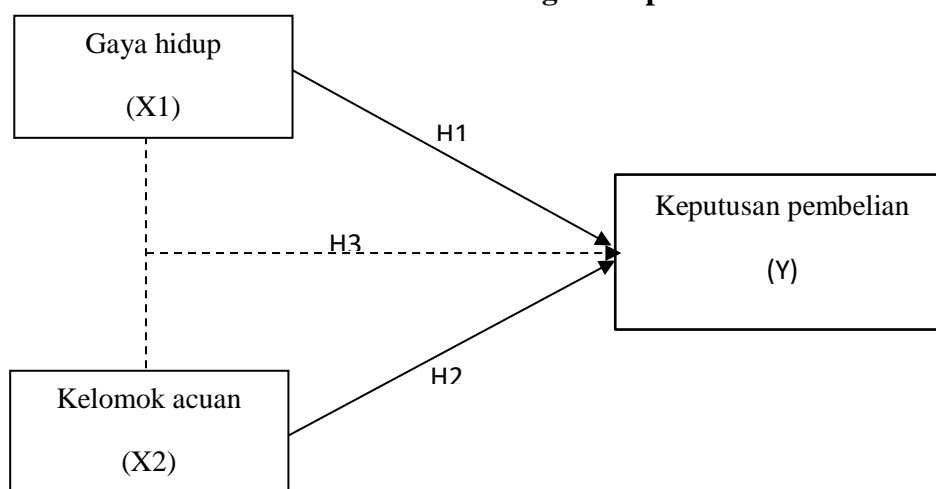 Gaya hidup
(X1)
H1
Keputusan pembelian
(Y)
H3
H2
Kelomok acuan
(X2)